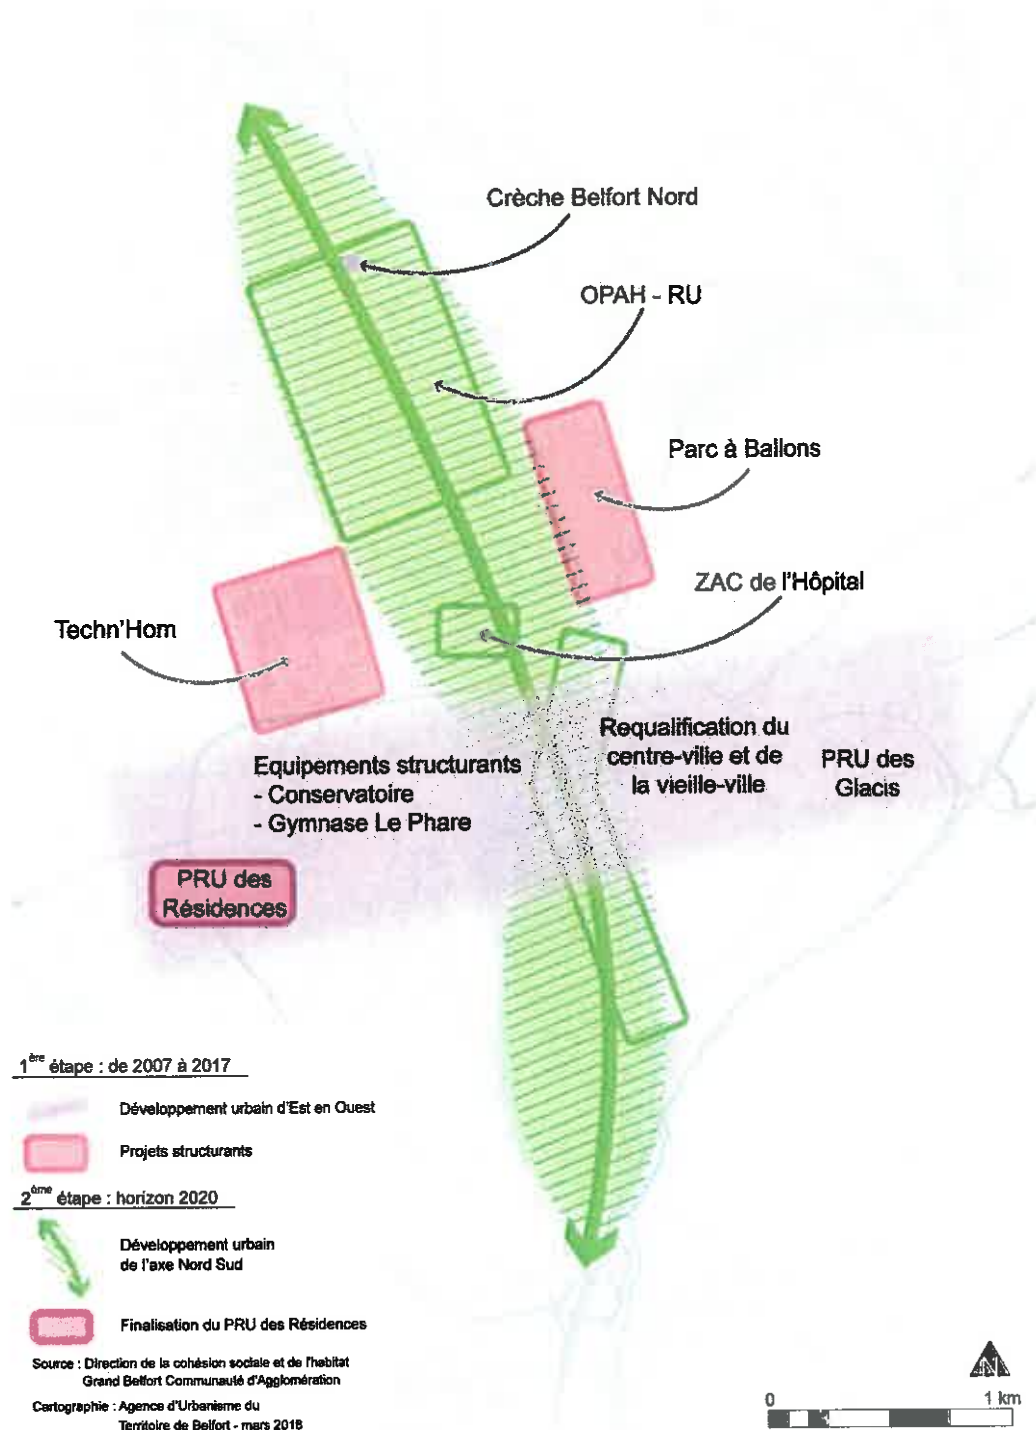 Crèche Belfort Nord
OPAH - RU
Parc à Ballons
ZAC de l'Hôpital
Techn'Hom
Requalification du
centre-ville et de
la vieille-ville
PRU des
Glacis
Equipements structurants
- Conservatoire
- Gymnase Le Phare
PRU des
Résidences
1ère étape : de 2007 à 2017
Développement urbain d'Est en Ouest
Projets structurants
2ème étape : horizon 2020
Développement urbain
de l'axe Nord Sud
Finalisation du PRU des Résidences
Source : Direction de la cohésion sociale et de l'habitat
Grand Belfort Communauté d'Agglomération
Cartographie : Agence d'Urbanisme du
Territoire de Belfort - mars 2018
N
0 1 km